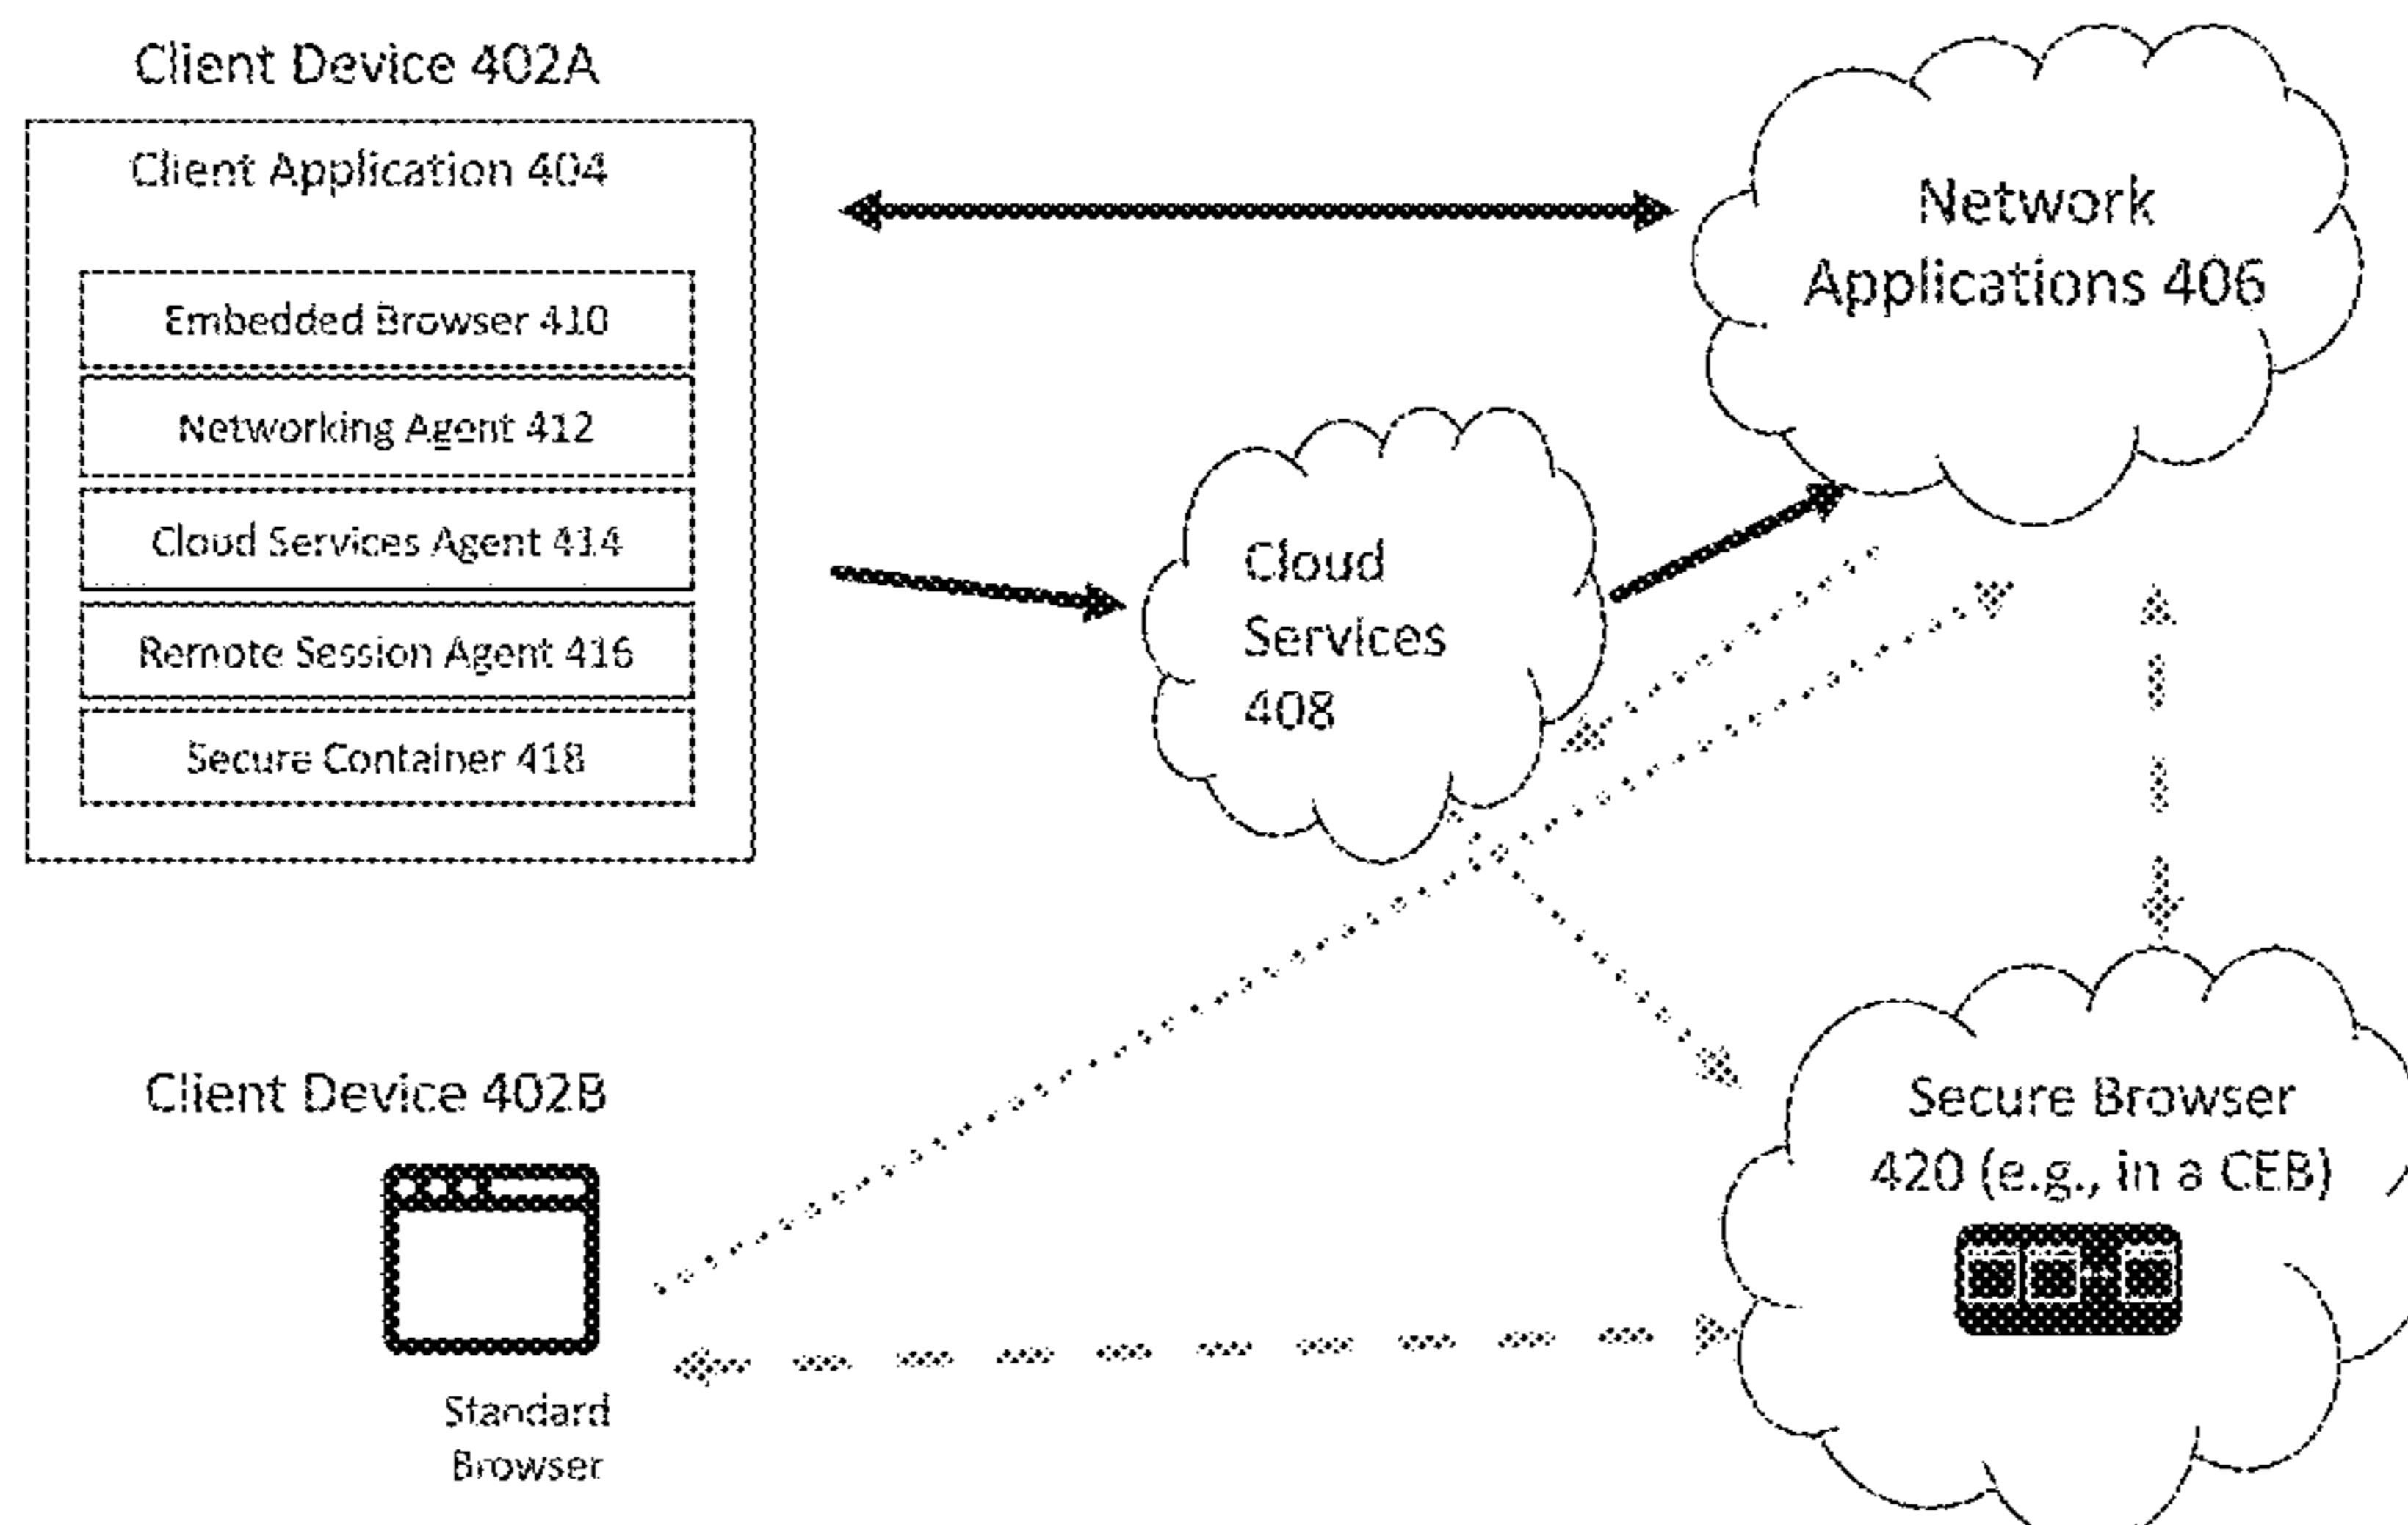 Client Device 402A
Client Application 404
Embedded Browser 410
Networking Agent 412
Cloud Services Agent 414
Remote Session Agent 416
Secure Container 418
Network
Applications 406
Cloud
Services
408
Client Device 402B
Standard
Browser
Secure Browser
420 (e.g., in a CEB)